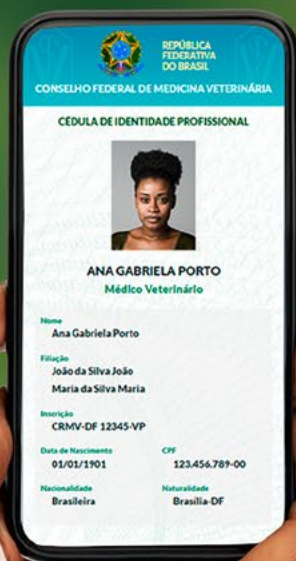 REPÚBLICA
FEDERATIVA
DO BRASIL
CONSELHO FEDERAL DE MEDICINA VETERINÁRIA
CÉDULA DE IDENTIDADE PROFISSIONAL
ANA GABRIELA PORTO
Médico Veterinário
Nome
Ana Gabriela Porto
Filiação
João da Silva João
Maria da Silva Maria
Inscrição
CRMV-DF 12345-VP
Data de Nascimento CPF
01/01/1901 123.456.789-00
Nacionalidade Naturalidade
Brasileira Brasília-DF